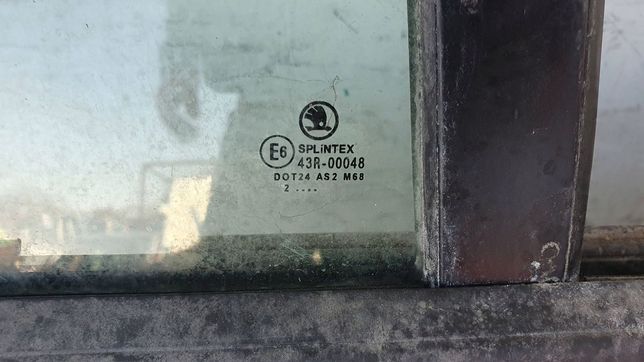 E6 SPLINTEX
43R-00048
DOT24 AS2 M68
2 ....